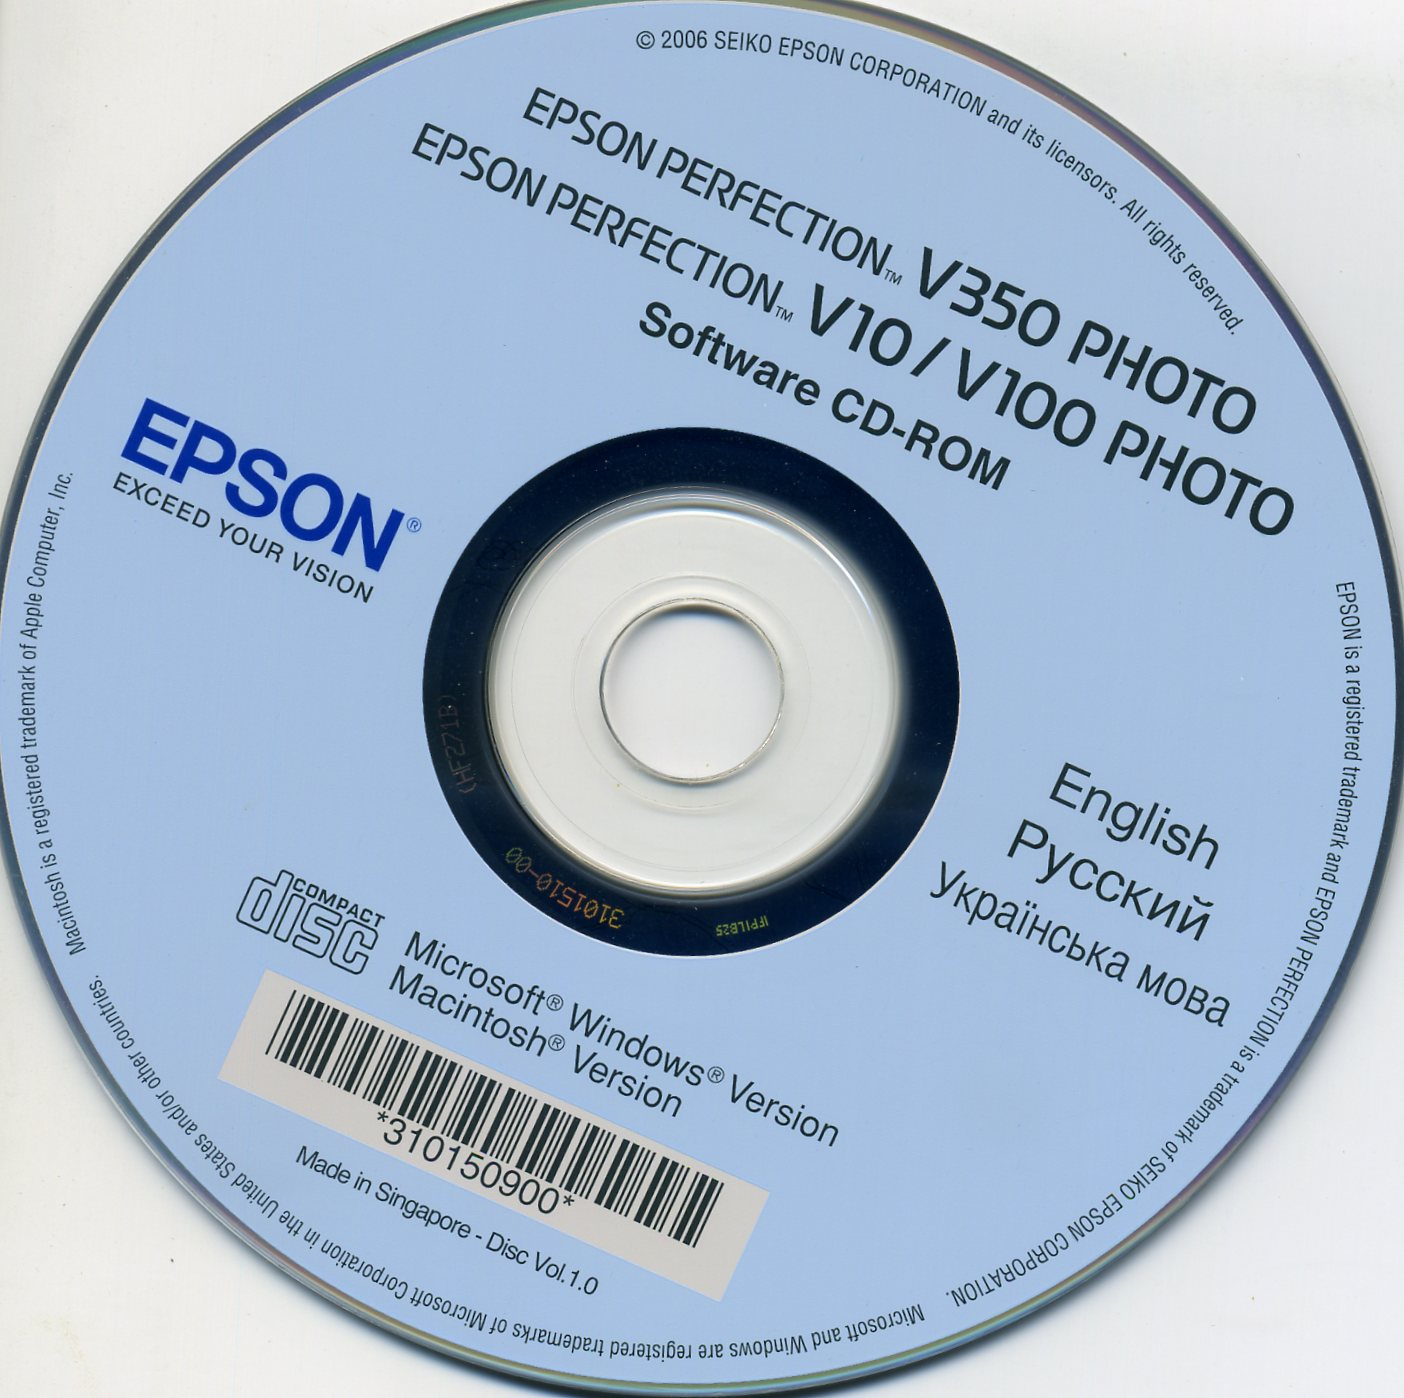 © 2006 SEIKO EPSON CORPORATION and its licensors. All rights reserved.
EPSON PERFECTION™ V350 PHOTO
EPSON PERFECTION™ V10 / V100 PHOTO
Software CD-ROM
EPSON®
EXCEED YOUR VISION
English
Русский
Українська мова
COMPACT
disc
Microsoft® Windows® Version
Macintosh® Version
*310150900*
Made in Singapore - Disc Vol.1.0
(HF271B)
3101510-00
IFPI LB25
EPSON is a registered trademark and EPSON PERFECTION is a trademark of SEIKO EPSON CORPORATION.
Microsoft and Windows are registered trademarks of Microsoft Corporation in the United States and/or other countries.
Macintosh is a registered trademark of Apple Computer, Inc.